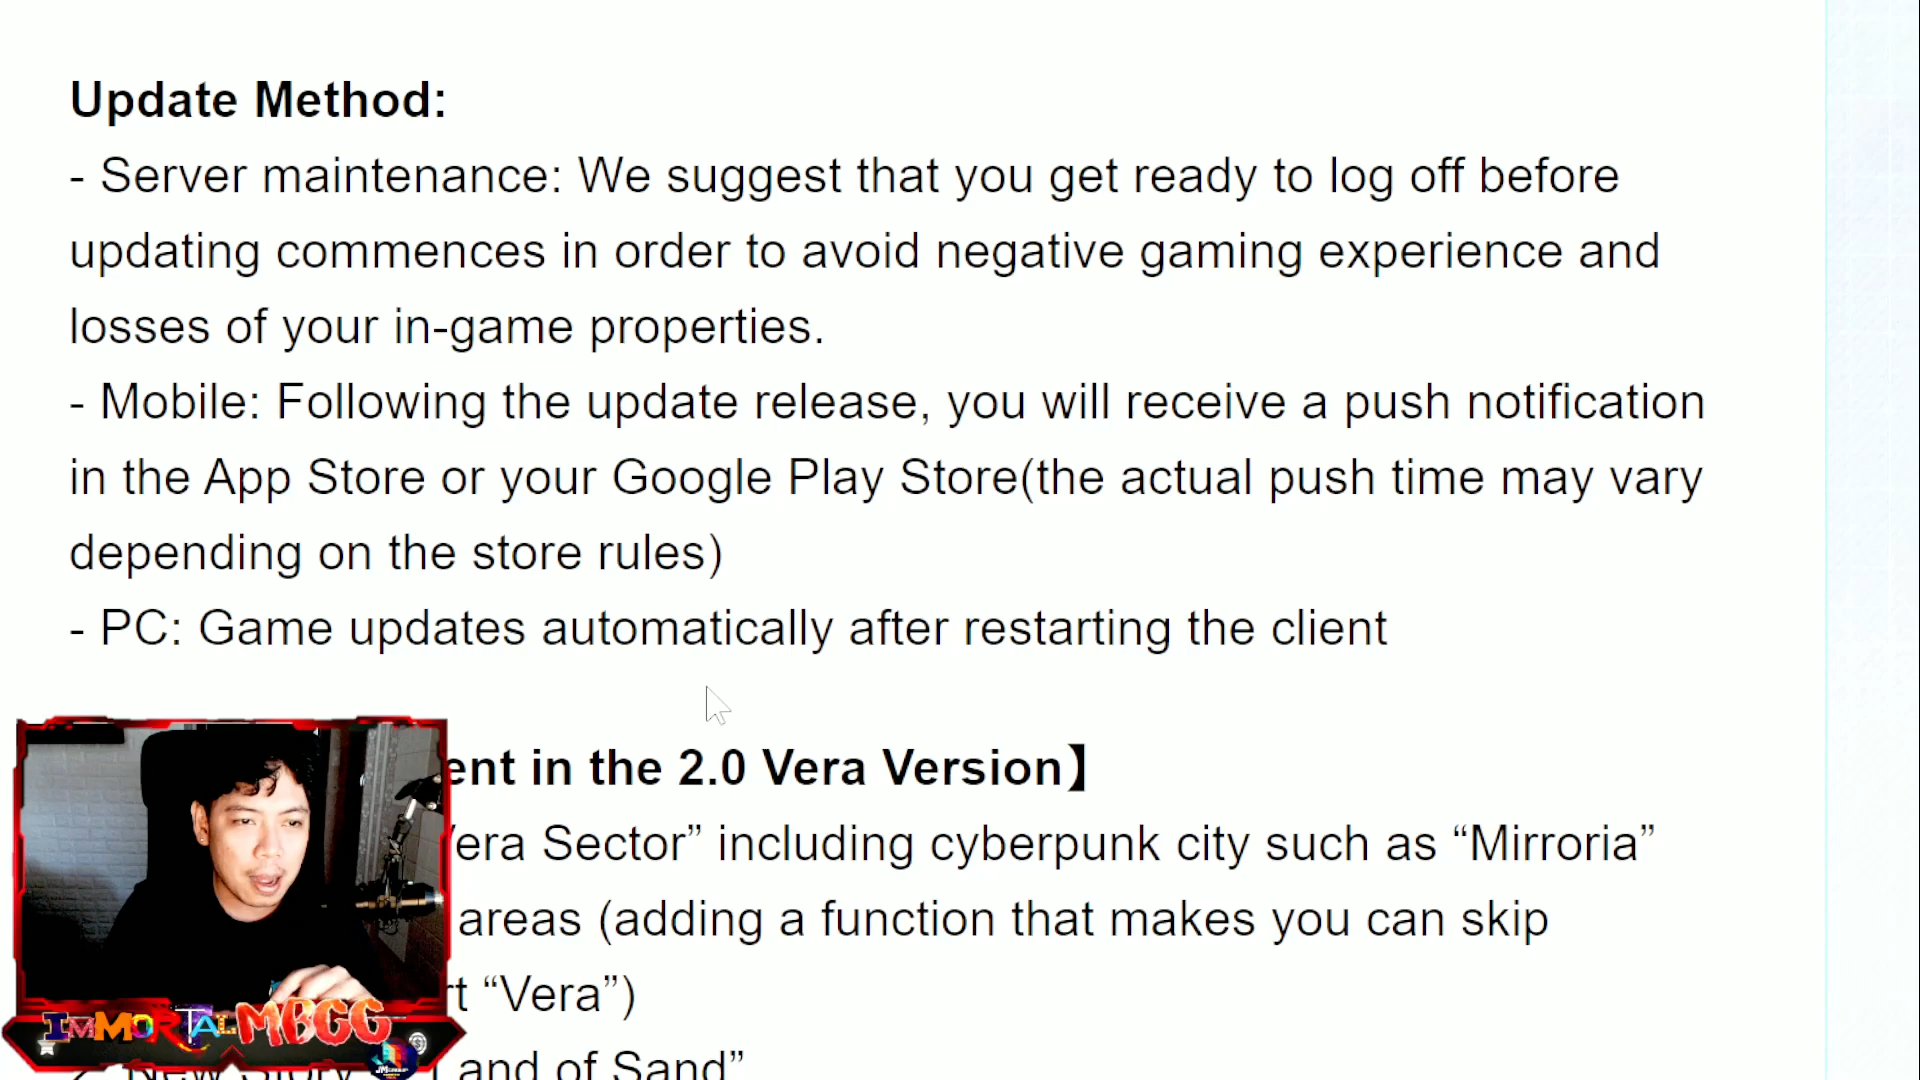 Update Method:
- Server maintenance: We suggest that you get ready to log off before
updating commences in order to avoid negative gaming experience and
losses of your in-game properties.
- Mobile: Following the update release, you will receive a push notification
in the App Store or your Google Play Store(the actual push time may vary
depending on the store rules)
- PC: Game updates automatically after restarting the client
ent in the 2.0 Vera Version】
era Sector” including cyberpunk city such as “Mirroria”
areas (adding a function that makes you can skip
“Vera”)
New Story and of Sand”
IMMORTAL MBGG